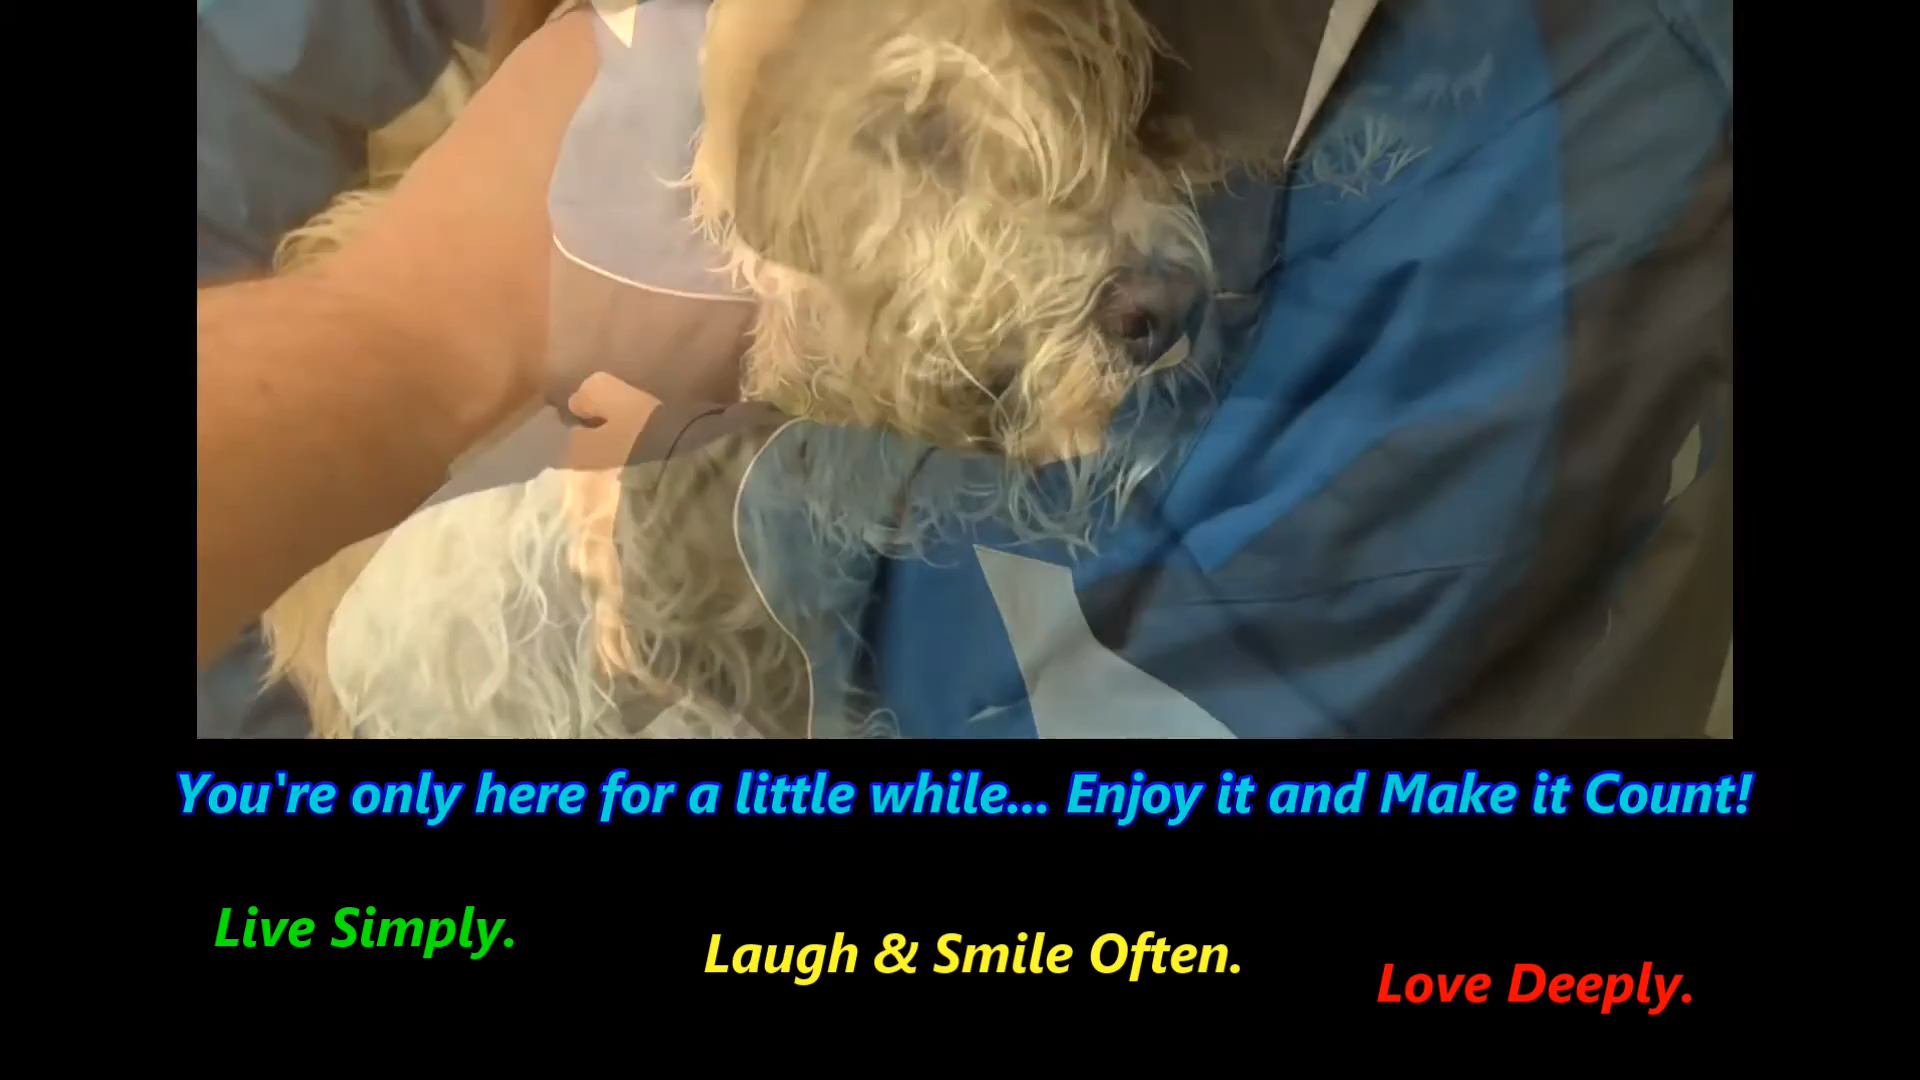 You're only here for a little while... Enjoy it and Make it Count!
Live Simply.
Laugh & Smile Often.
Love Deeply.